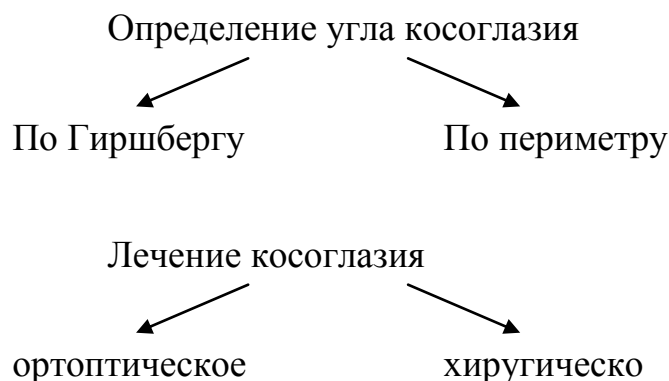 Определение угла косоглазия
По Гиршбергу По периметру
Лечение косоглазия
ортоптическое хиругическо